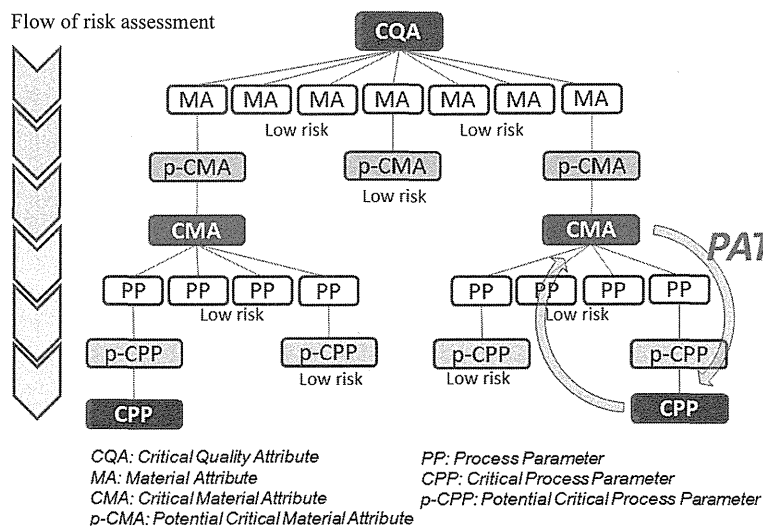 Flow of risk assessment
CQA
MA MA MA MA MA MA MA
Low risk Low risk
p-CMA p-CMA p-CMA
Low risk
CMA CMA
PAT
PP PP PP PP PP PP PP PP
Low risk Low risk
p-CPP p-CPP p-CPP p-CPP
Low risk Low risk
CPP CPP
CQA: Critical Quality Attribute
MA: Material Attribute
CMA: Critical Material Attribute
p-CMA: Potential Critical Material Attribute
PP: Process Parameter
CPP: Critical Process Parameter
p-CPP: Potential Critical Process Parameter